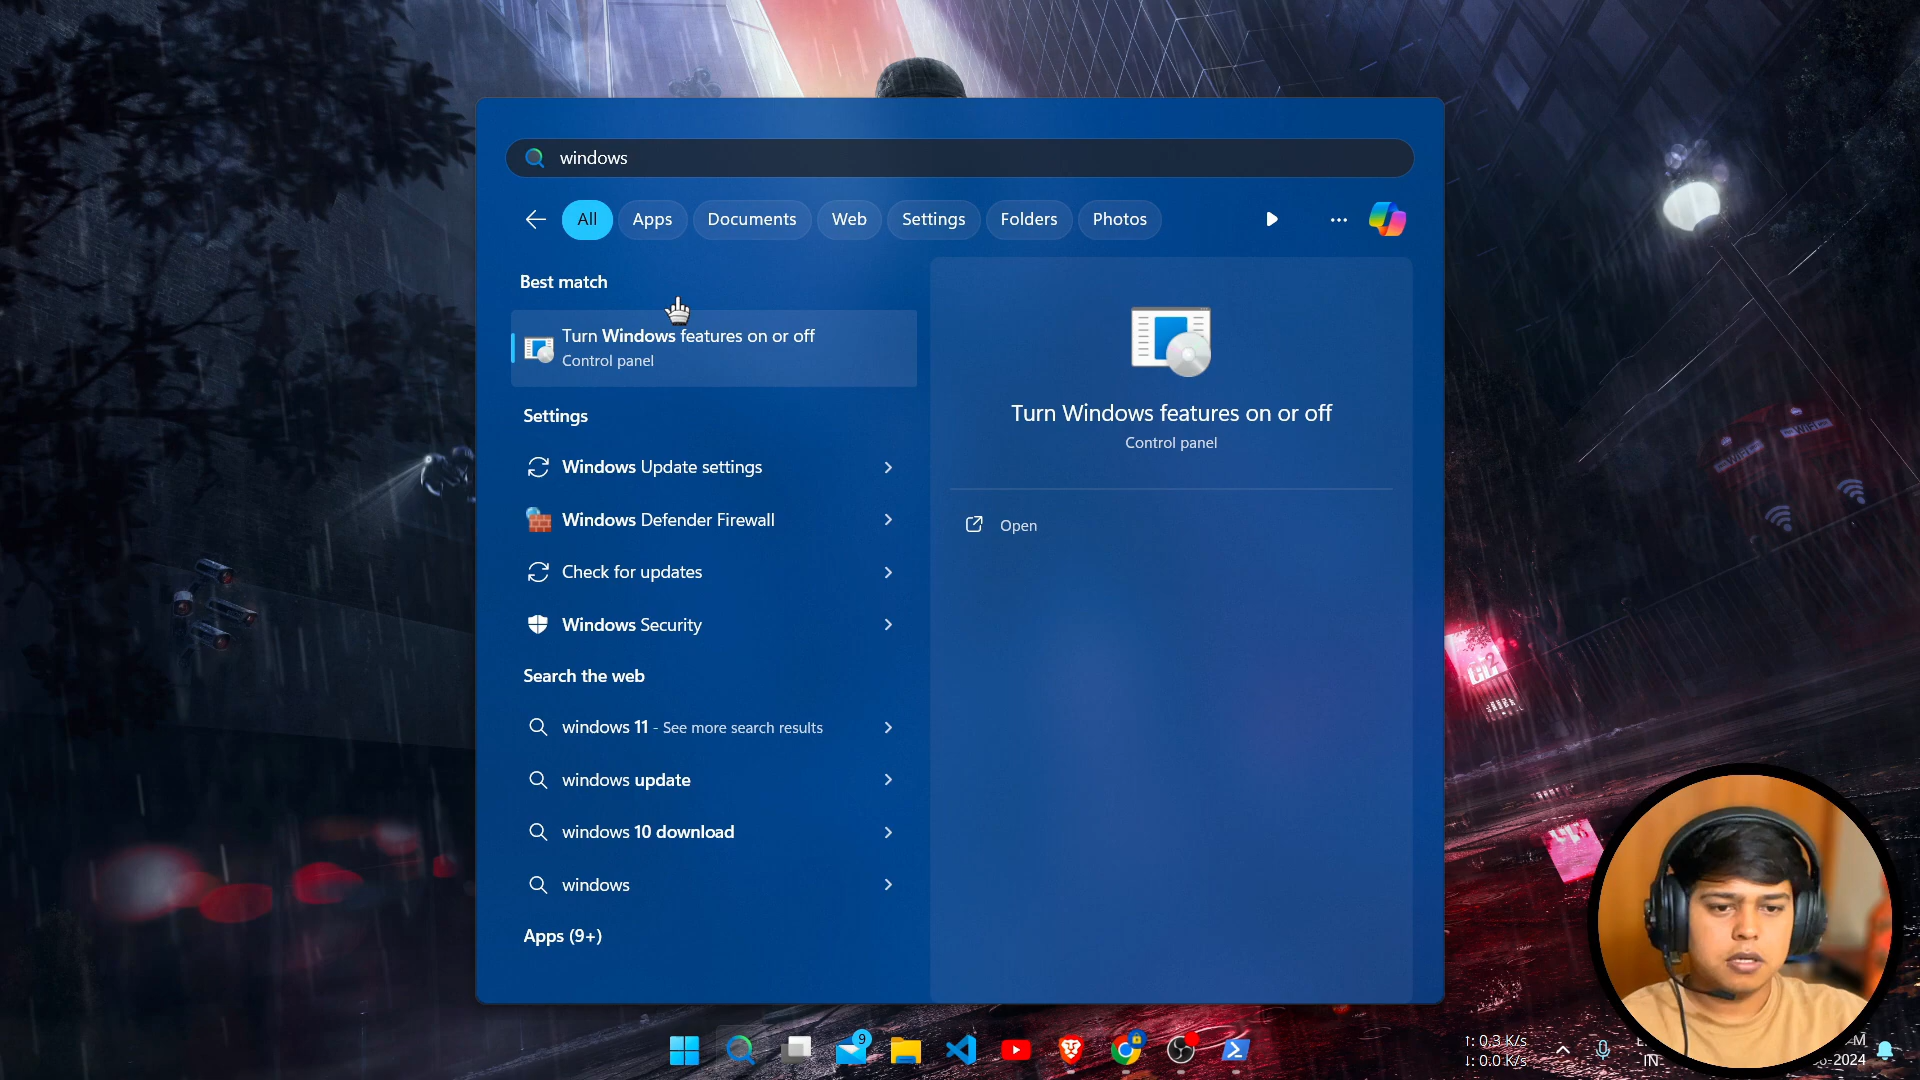 windows
All
Apps
Documents
Web
Settings
Folders
Photos
Best match
Turn Windows features on or off
Control panel
Settings
Windows Update settings
Windows Defender Firewall
Check for updates
Windows Security
Search the web
windows 11 - See more search results
windows update
windows 10 download
windows
Apps (9+)
Turn Windows features on or off
Control panel
Open
WiFi
WiFi
9
↑: 0.3 K/s
↓: 0.0 K/s
IN
-2024